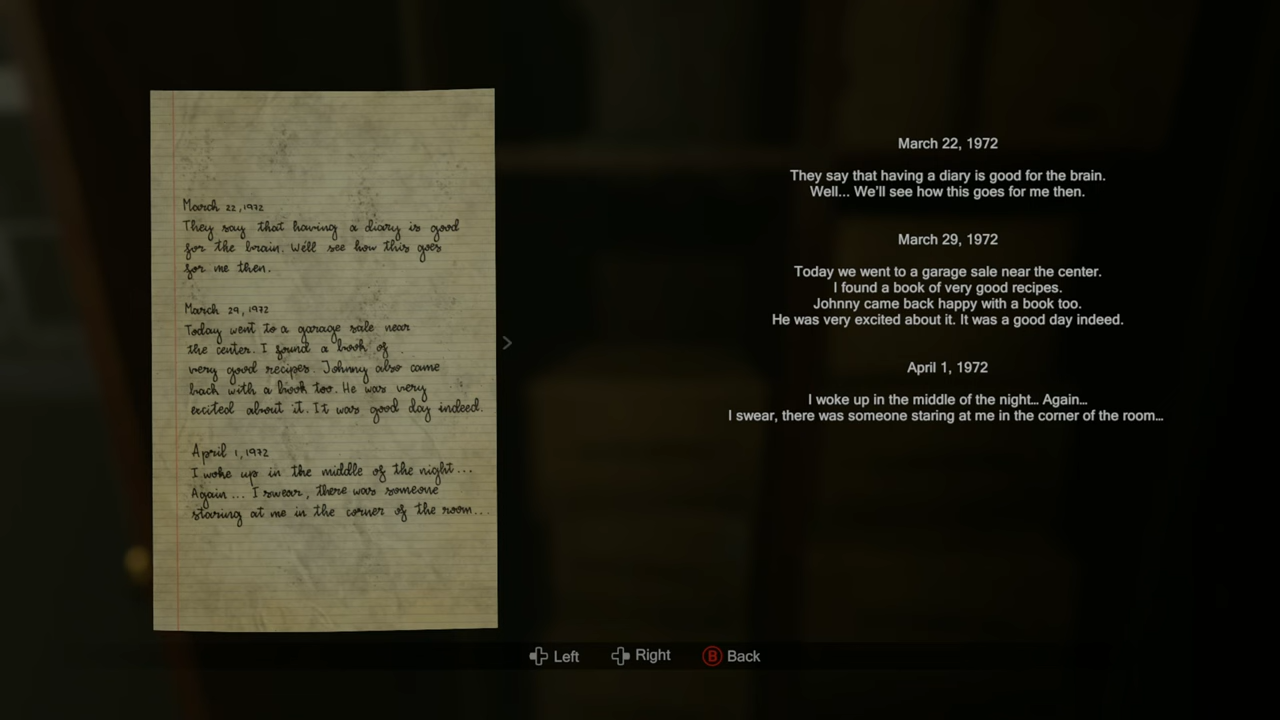 March 22, 1972
They say that having a diary is good
for the brain. We'll see how this goes
for me then.
March 29, 1972
Today went to a garage sale near
the center. I found a book of
very good recipes. Johnny also came
back with a book too. He was very
excited about it. It was good day indeed.
April 1, 1972
I woke up in the middle of the night...
Again... I swear, there was someone
staring at me in the corner of the room...
March 22, 1972
They say that having a diary is good for the brain.
Well... We'll see how this goes for me then.
March 29, 1972
Today we went to a garage sale near the center.
I found a book of very good recipes.
Johnny came back happy with a book too.
He was very excited about it. It was a good day indeed.
April 1, 1972
I woke up in the middle of the night... Again...
I swear, there was someone staring at me in the corner of the room...
Left Right B Back